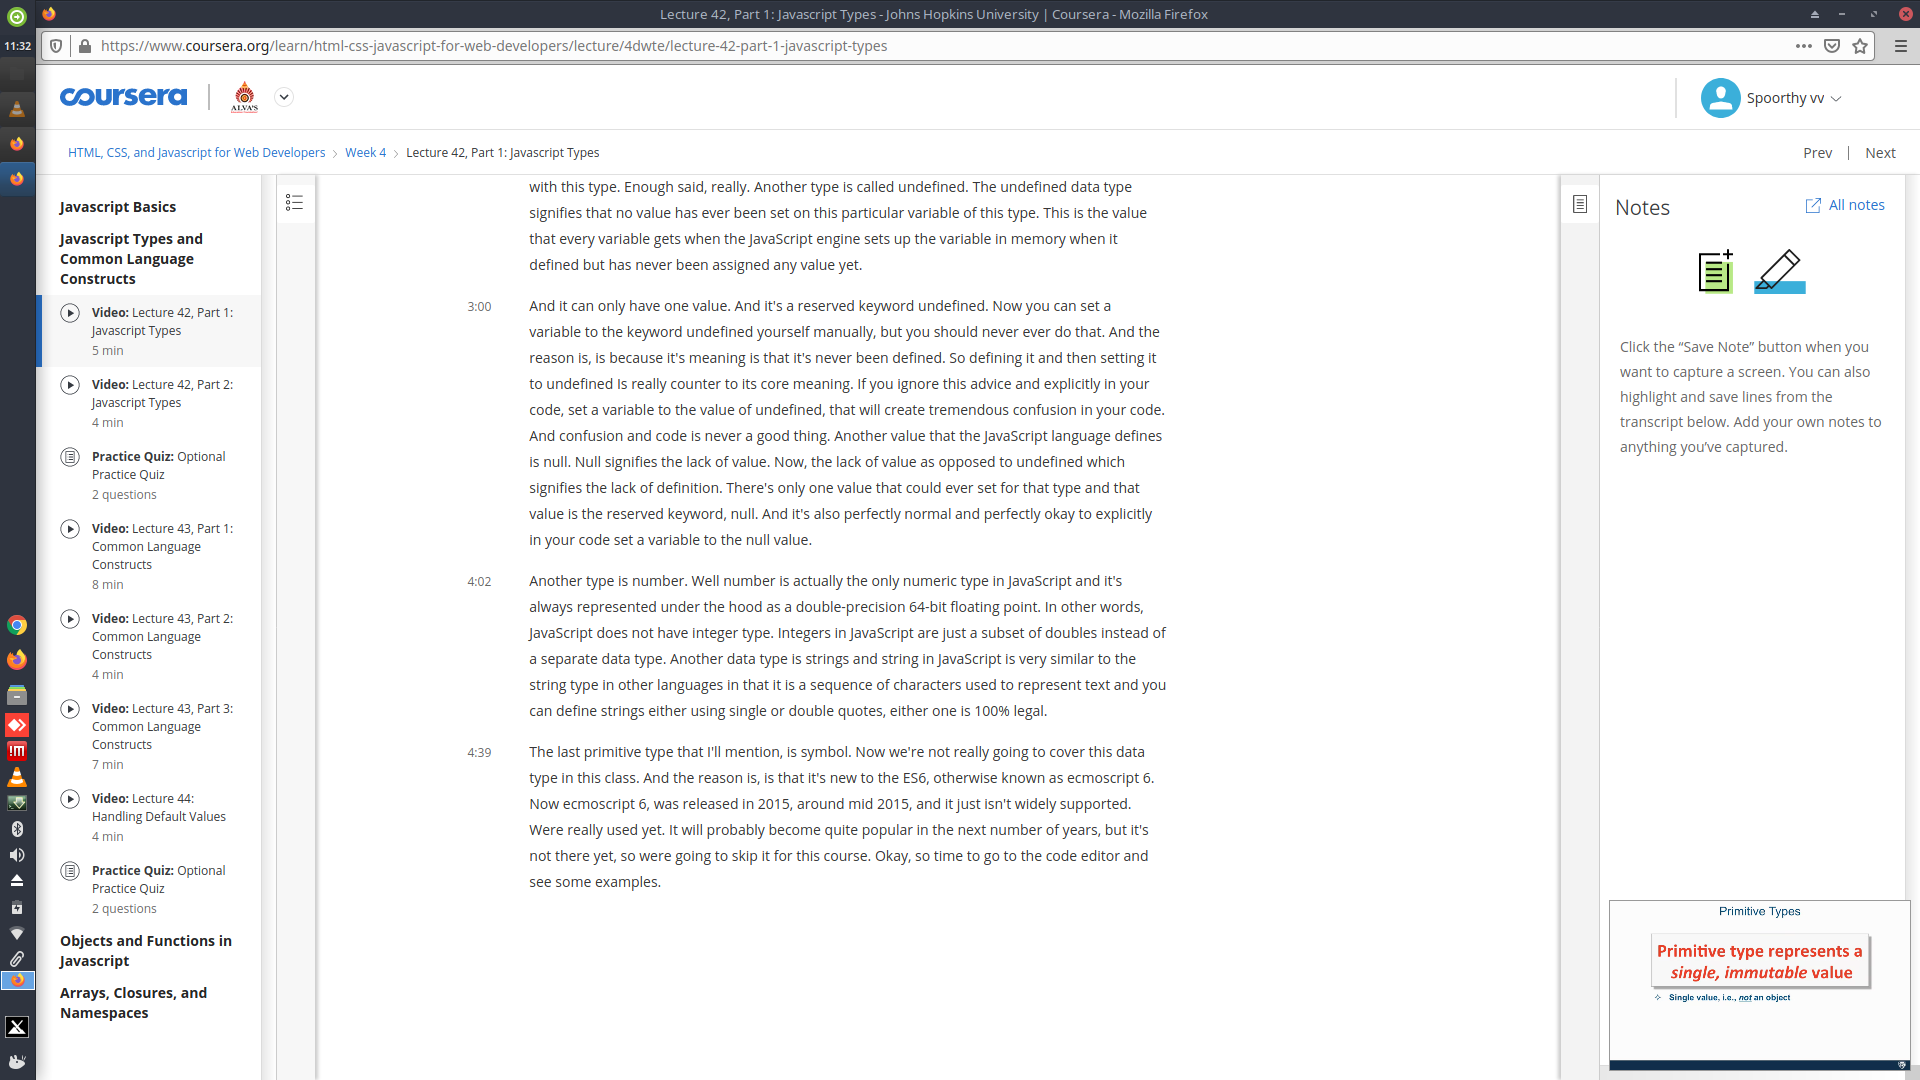 Lecture 42, Part 1: Javascript Types - Johns Hopkins University | Coursera - Mozilla Firefox
11:32
https://www.coursera.org/learn/html-css-javascript-for-web-developers/lecture/4dwte/lecture-42-part-1-javascript-types
coursera
ALVA'S
Spoorthy vv
HTML, CSS, and Javascript for Web Developers > Week 4 > Lecture 42, Part 1: Javascript Types
Prev | Next
Javascript Basics
Javascript Types and
Common Language
Constructs
Video: Lecture 42, Part 1:
Javascript Types
5 min
Video: Lecture 42, Part 2:
Javascript Types
4 min
Practice Quiz: Optional
Practice Quiz
2 questions
Video: Lecture 43, Part 1:
Common Language
Constructs
8 min
Video: Lecture 43, Part 2:
Common Language
Constructs
4 min
Video: Lecture 43, Part 3:
Common Language
Constructs
7 min
Video: Lecture 44:
Handling Default Values
4 min
Practice Quiz: Optional
Practice Quiz
2 questions
Objects and Functions in
Javascript
Arrays, Closures, and
Namespaces
with this type. Enough said, really. Another type is called undefined. The undefined data type
signifies that no value has ever been set on this particular variable of this type. This is the value
that every variable gets when the JavaScript engine sets up the variable in memory when it
defined but has never been assigned any value yet.
3:00
And it can only have one value. And it's a reserved keyword undefined. Now you can set a
variable to the keyword undefined yourself manually, but you should never ever do that. And the
reason is, is because it's meaning is that it's never been defined. So defining it and then setting it
to undefined Is really counter to its core meaning. If you ignore this advice and explicitly in your
code, set a variable to the value of undefined, that will create tremendous confusion in your code.
And confusion and code is never a good thing. Another value that the JavaScript language defines
is null. Null signifies the lack of value. Now, the lack of value as opposed to undefined which
signifies the lack of definition. There's only one value that could ever set for that type and that
value is the reserved keyword, null. And it's also perfectly normal and perfectly okay to explicitly
in your code set a variable to the null value.
4:02
Another type is number. Well number is actually the only numeric type in JavaScript and it's
always represented under the hood as a double-precision 64-bit floating point. In other words,
JavaScript does not have integer type. Integers in JavaScript are just a subset of doubles instead of
a separate data type. Another data type is strings and string in JavaScript is very similar to the
string type in other languages in that it is a sequence of characters used to represent text and you
can define strings either using single or double quotes, either one is 100% legal.
4:39
The last primitive type that I'll mention, is symbol. Now we're not really going to cover this data
type in this class. And the reason is, is that it's new to the ES6, otherwise known as ecmoscript 6.
Now ecmoscript 6, was released in 2015, around mid 2015, and it just isn't widely supported.
Were really used yet. It will probably become quite popular in the next number of years, but it's
not there yet, so were going to skip it for this course. Okay, so time to go to the code editor and
see some examples.
Notes
All notes
Click the “Save Note” button when you
want to capture a screen. You can also
highlight and save lines from the
transcript below. Add your own notes to
anything you’ve captured.
Primitive Types
Primitive type represents a
single, immutable value
Single value, i.e., not an object